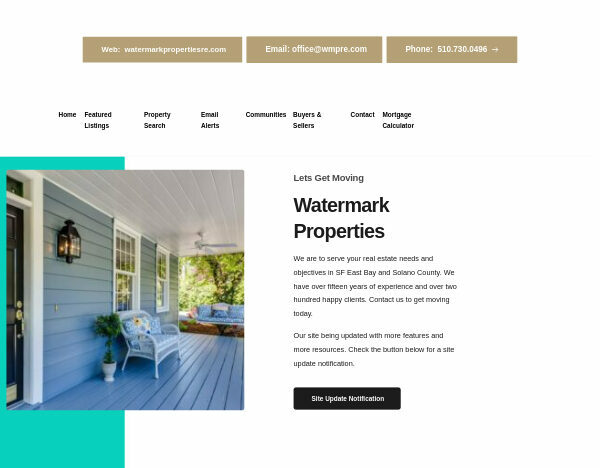 Web: watermarkpropertiesre.com
Email: office@wmpre.com
Phone: 510.730.0496 →
Home
Featured
Listings
Property
Search
Email
Alerts
Communities
Buyers &
Sellers
Contact
Mortgage
Calculator
Lets Get Moving
Watermark
Properties
We are to serve your real estate needs and
objectives in SF East Bay and Solano County. We
have over fifteen years of experience and over two
hundred happy clients. Contact us to get moving
today.
Our site being updated with more features and
more resources. Check the button below for a site
update notification.
Site Update Notification